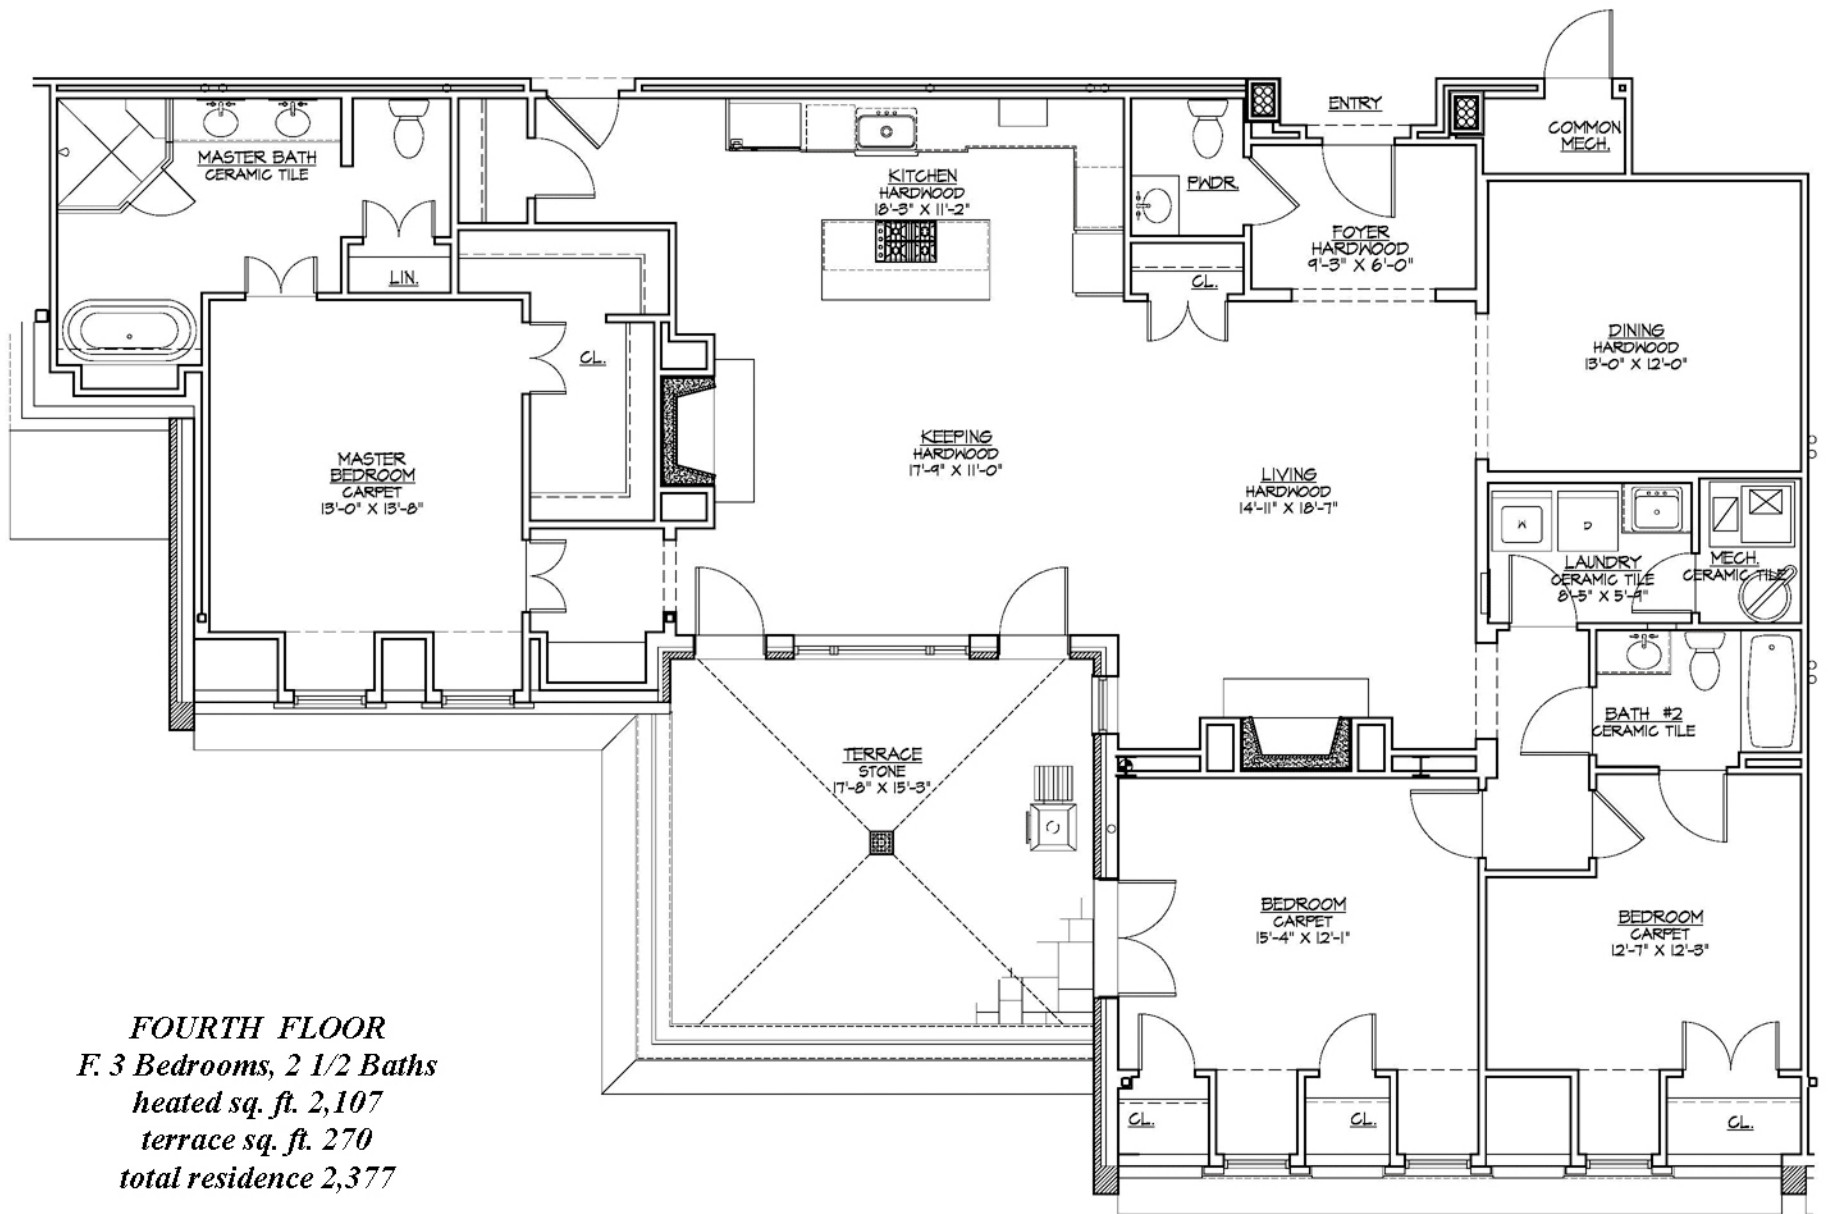 ENTRY
COMMON
MECH.
MASTER BATH
CERAMIC TILE
KITCHEN
HARDWOOD
18'-3" X 11'-2"
PWDR.
FOYER
HARDWOOD
9'-3" X 6'-0"
LIN.
CL.
DINING
HARDWOOD
13'-0" X 12'-0"
CL.
MASTER
BEDROOM
CARPET
13'-0" X 13'-8"
KEEPING
HARDWOOD
17'-9" X 11'-0"
LIVING
HARDWOOD
14'-11" X 18'-7"
W
D
LAUNDRY
CERAMIC TILE
8'-5" X 5'-9"
MECH.
CERAMIC TILE
BATH #2
CERAMIC TILE
TERRACE
STONE
17'-8" X 15'-3"
BEDROOM
CARPET
15'-4" X 12'-1"
BEDROOM
CARPET
12'-7" X 12'-3"
CL.
CL.
CL.
FOURTH FLOOR
F. 3 Bedrooms, 2 1/2 Baths
heated sq. ft. 2,107
terrace sq. ft. 270
total residence 2,377